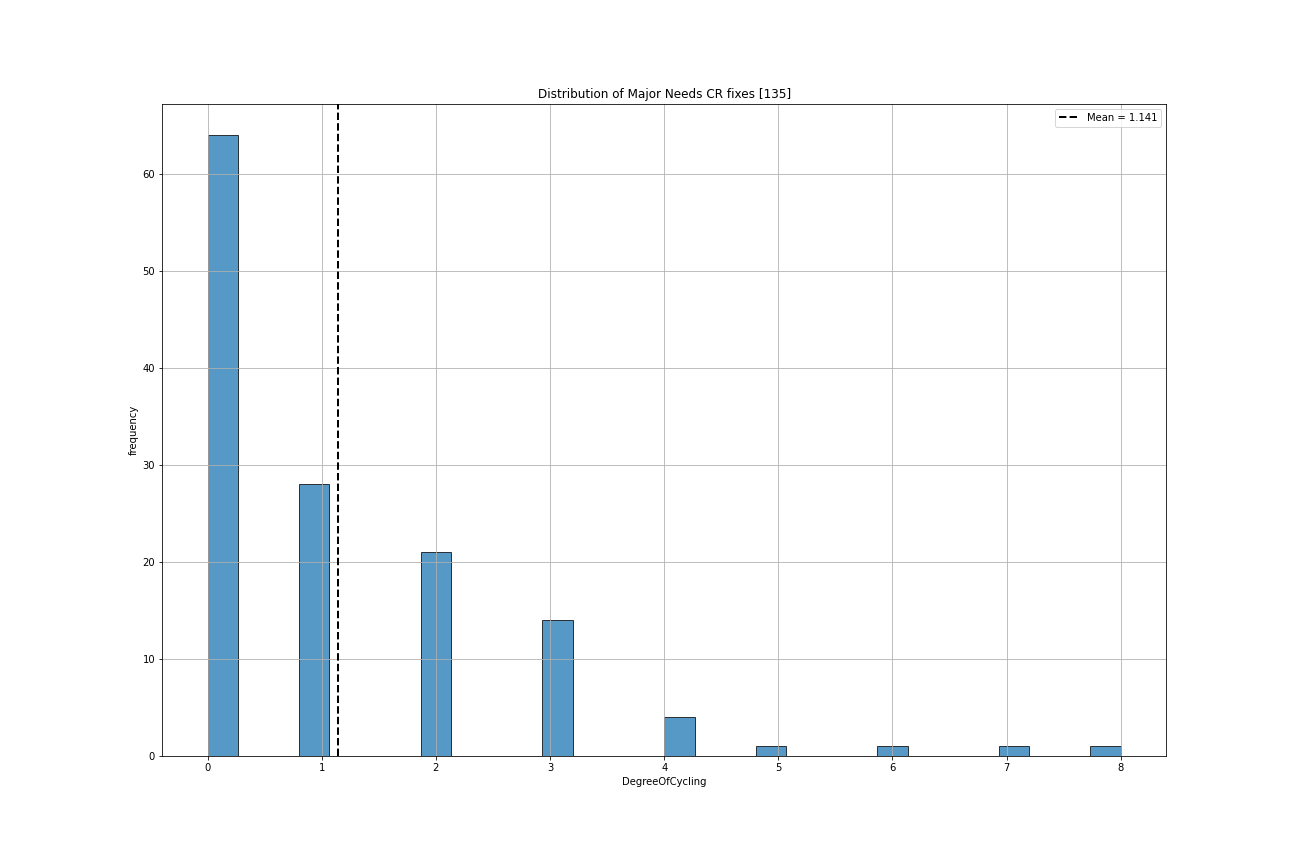 Distribution of Major Needs CR fixes [135]
Mean = 1.141
60
50
40
30
20
10
0
frequency
0 1 2 3 4 5 6 7 8
DegreeOfCycling